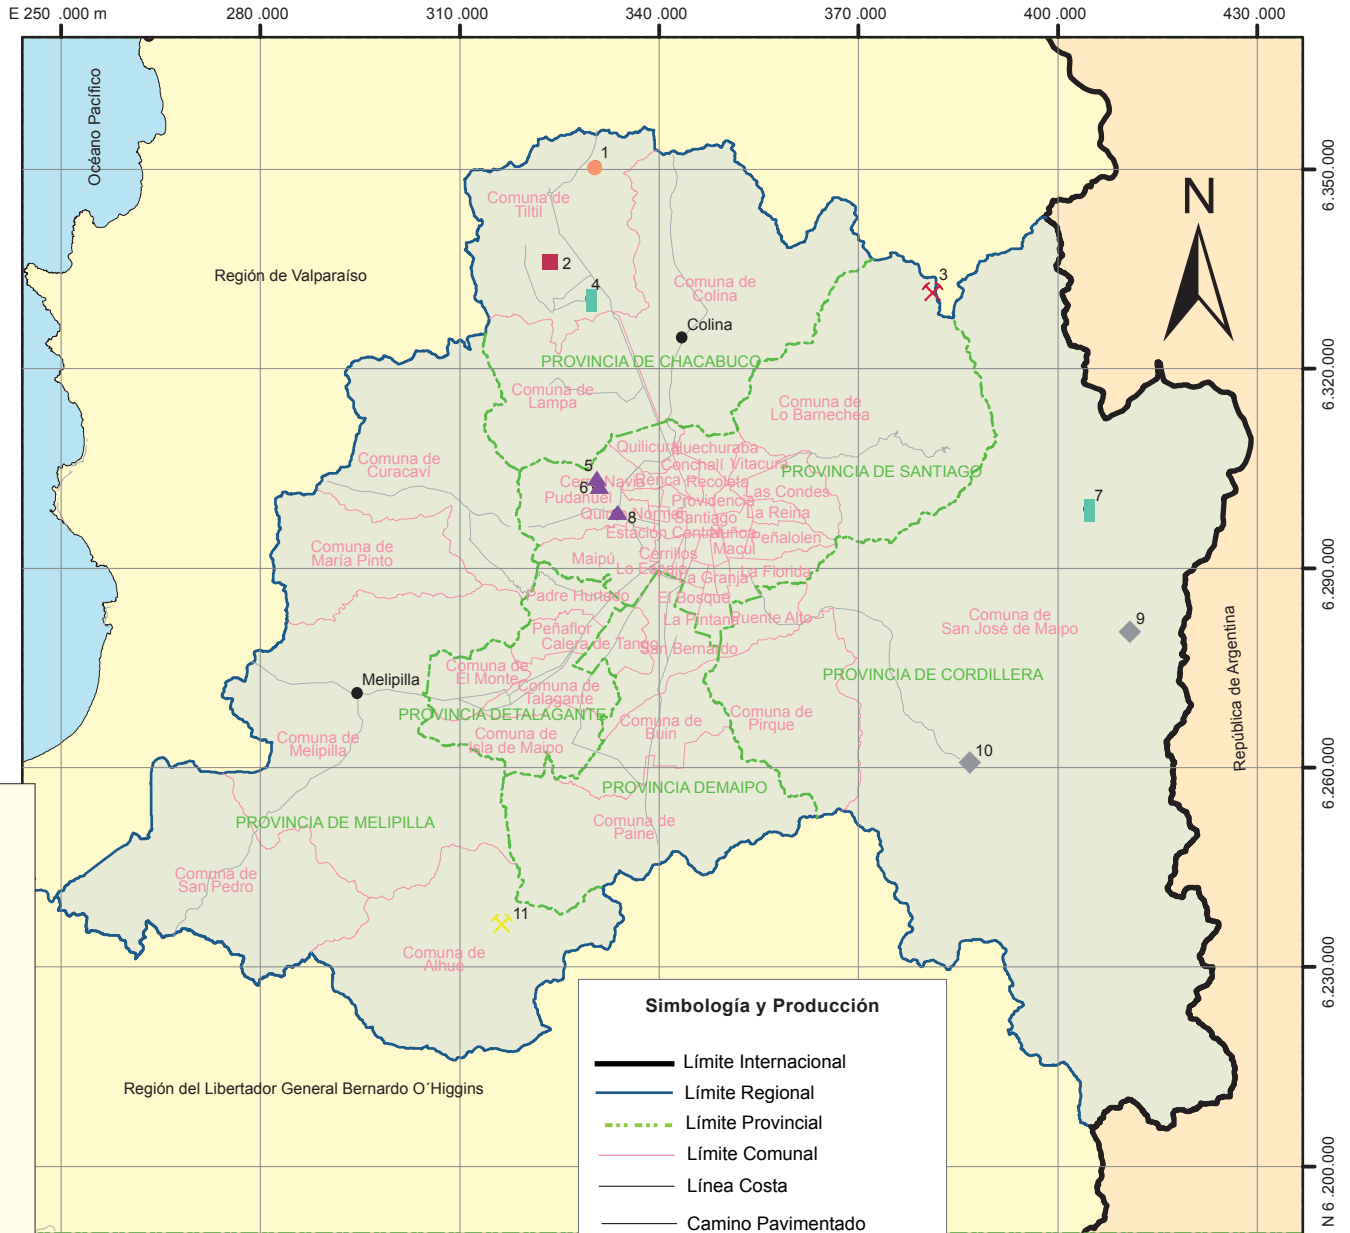 E 250 .000 m
280 .000
310 .000
340 .000
370 .000
400 .000
430 .000
Océano Pacífico
6.350.000
1
N
Comuna de
Tiltil
Región de Valparaíso
2
3
4
Comuna de
Colina
Colina
PROVINCIA DE CHACABUCO
6.320.000
Comuna de
Lampa
Comuna de
Lo Barnechea
Quilicura
Huechuraba
Comuna de
Curacaví
Conchalí
Vitacura
5
PROVINCIA DE SANTIAGO
Cerro Navia
Renca
Recoleta
6
Pudahuel
Las Condes
7
Providencia
Quinta Normal
Santiago
La Reina
8
Estación Central
Ñuñoa
Peñalolen
Comuna de
María Pinto
Macul
Maipú
Cerrillos
Lo Espejo
La Granja
La Florida
6.290.000
Padre Hurtado
El Bosque
Comuna de
San José de Maipo
9
La Pintana
Puente Alto
Peñaflor
Calera de Tango
San Bernardo
República de Argentina
Comuna de
El Monte
PROVINCIA DE CORDILLERA
Melipilla
Comuna de
Talagante
PROVINCIA DETALAGANTE
Comuna de
Pirque
Comuna de
Buin
Comuna de
Isla de Maipo
Comuna de
Melipilla
10
6.260.000
PROVINCIA DEMAIPO
PROVINCIA DE MELIPILLA
Comuna de
Paine
Comuna de
San Pedro
11
Comuna de
Alhué
6.230.000
Simbología y Producción
Límite Internacional
Región del Libertador General Bernardo O´Higgins
Límite Regional
Límite Provincial
Límite Comunal
Línea Costa
Camino Pavimentado
N 6 .200.000